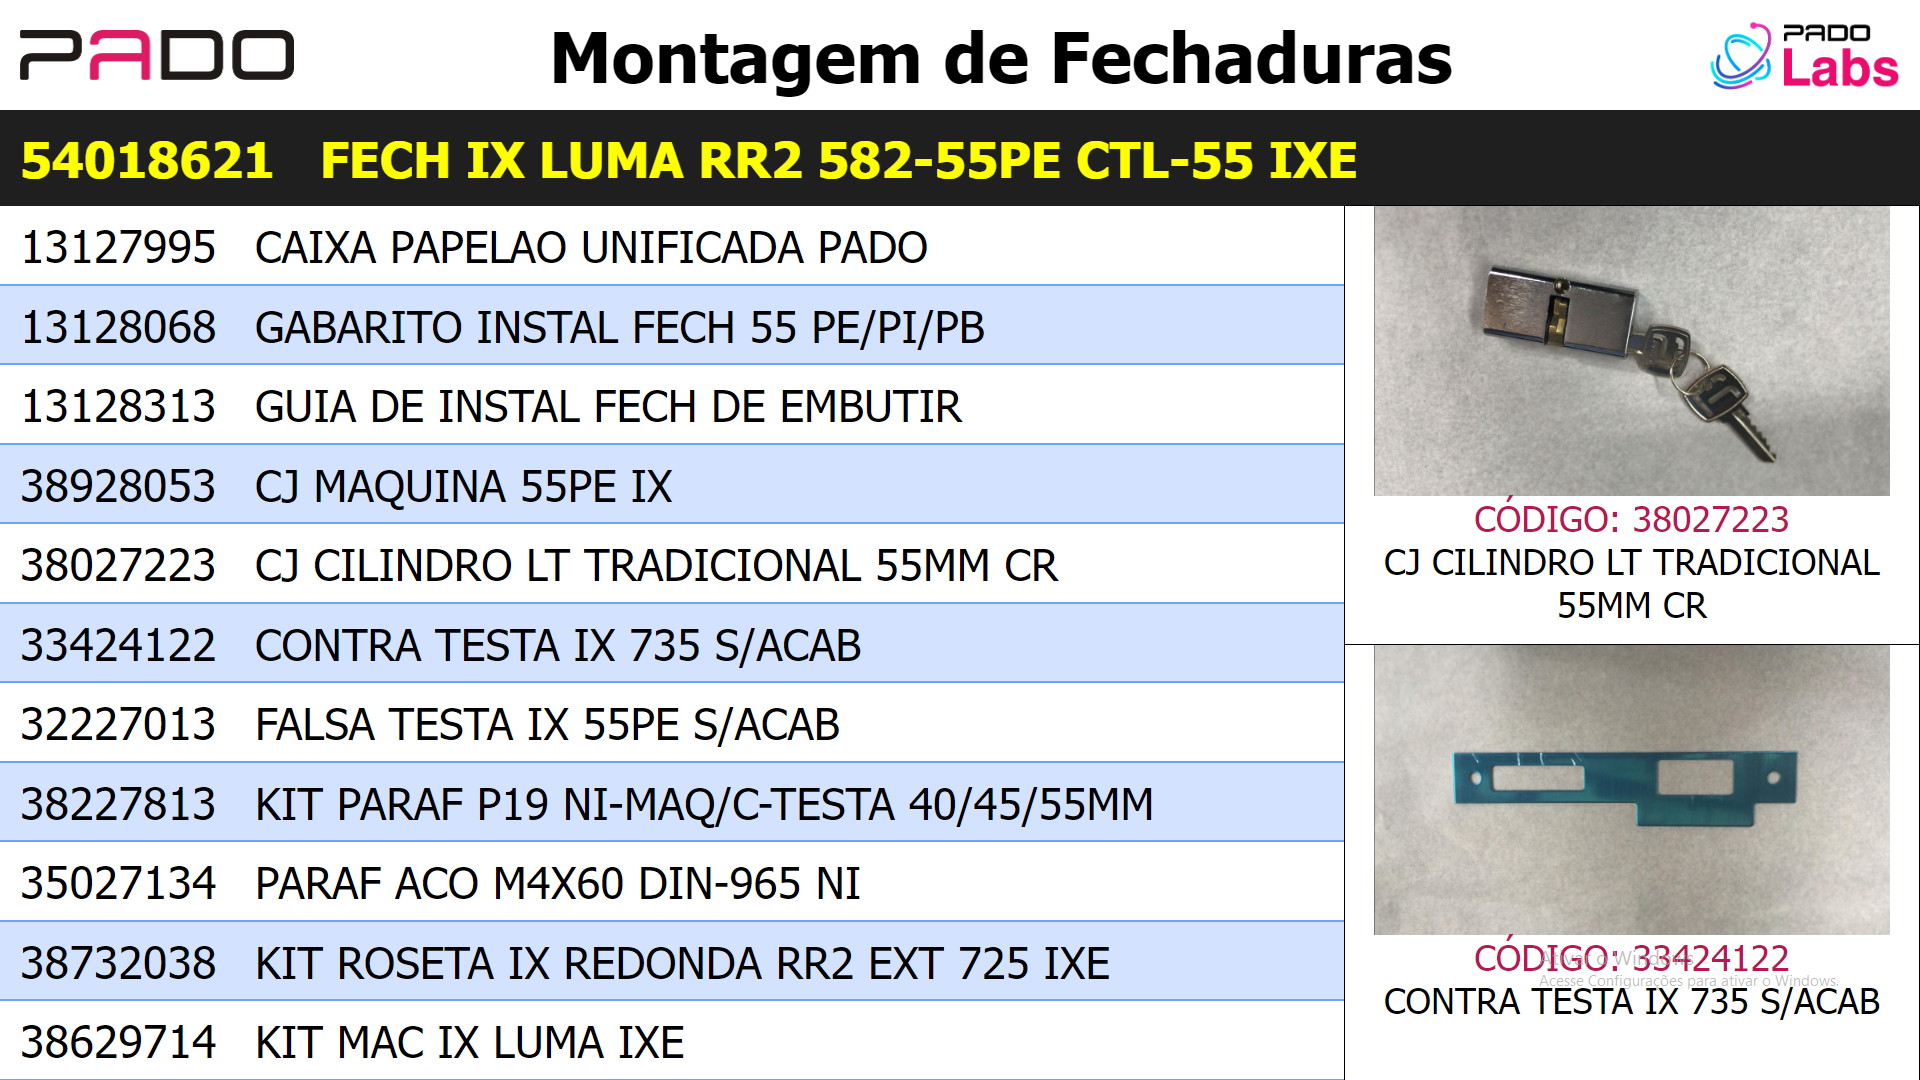 PADO
Montagem de Fechaduras
PADO
Labs
54018621 FECH IX LUMA RR2 582-55PE CTL-55 IXE
13127995 CAIXA PAPELAO UNIFICADA PADO
13128068 GABARITO INSTAL FECH 55 PE/PI/PB
13128313 GUIA DE INSTAL FECH DE EMBUTIR
38928053 CJ MAQUINA 55PE IX
38027223 CJ CILINDRO LT TRADICIONAL 55MM CR
33424122 CONTRA TESTA IX 735 S/ACAB
32227013 FALSA TESTA IX 55PE S/ACAB
38227813 KIT PARAF P19 NI-MAQ/C-TESTA 40/45/55MM
35027134 PARAF ACO M4X60 DIN-965 NI
38732038 KIT ROSETA IX REDONDA RR2 EXT 725 IXE
38629714 KIT MAC IX LUMA IXE
CÓDIGO: 38027223
CJ CILINDRO LT TRADICIONAL
55MM CR
CÓDIGO: 33424122
Ativar o Windows
Acesse Configurações para ativar o Windows.
CONTRA TESTA IX 735 S/ACAB